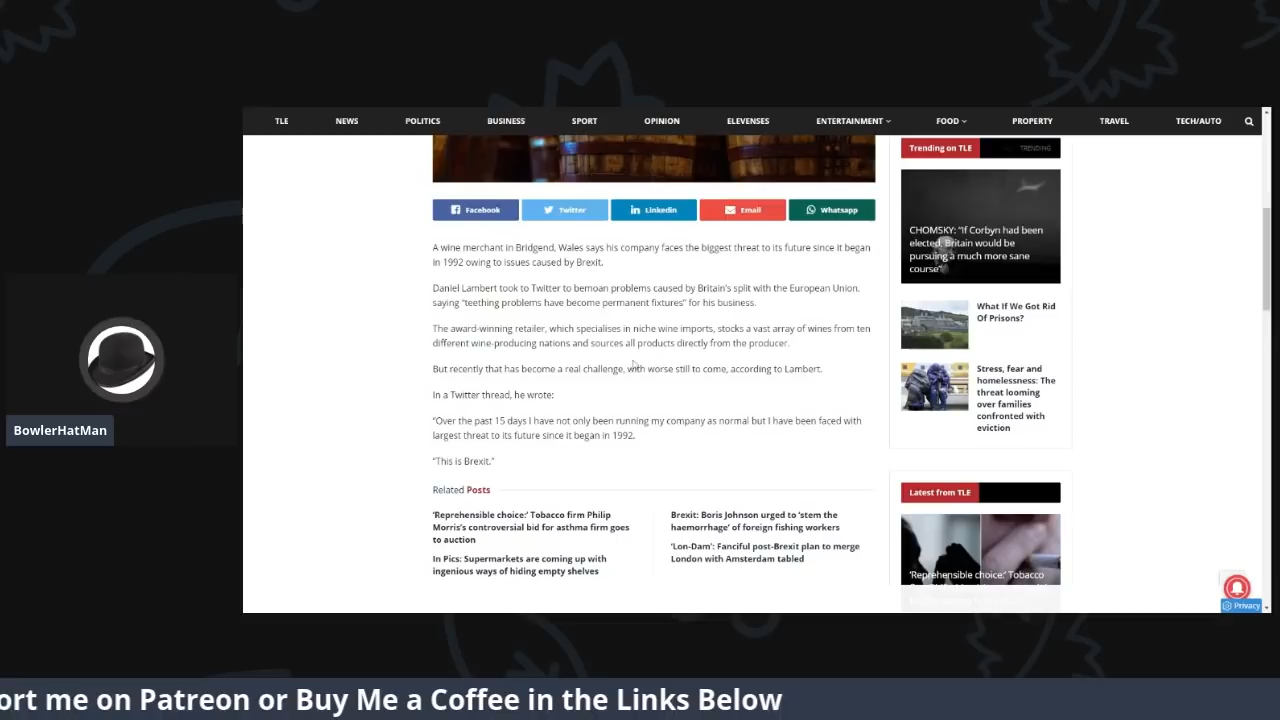 TLE NEWS POLITICS BUSINESS SPORT OPINION ELEVENSES ENTERTAINMENT FOOD PROPERTY TRAVEL TECH/AUTO
Facebook Twitter Linkedin Email Whatsapp
A wine merchant in Bridgend, Wales says his company faces the biggest threat to its future since it began
in 1992 owing to issues caused by Brexit.
Daniel Lambert took to Twitter to bemoan problems caused by Britain's split with the European Union,
saying "teething problems have become permanent fixtures" for his business.
The award-winning retailer, which specialises in niche wine imports, stocks a vast array of wines from ten
different wine-producing nations and sources all products directly from the producer.
But recently that has become a real challenge, with worse still to come, according to Lambert.
In a Twitter thread, he wrote:
"Over the past 15 days I have not only been running my company as normal but I have been faced with
largest threat to its future since it began in 1992.
"This is Brexit."
Related Posts
'Reprehensible choice:' Tobacco firm Philip
Morris's controversial bid for asthma firm goes
to auction
In Pics: Supermarkets are coming up with
ingenious ways of hiding empty shelves
Brexit: Boris Johnson urged to 'stem the
haemorrhage' of foreign fishing workers
'Lon-Dam': Fanciful post-Brexit plan to merge
London with Amsterdam tabled
Trending on TLE TRENDING
CHOMSKY: "If Corbyn had been
elected, Britain would be
pursuing a much more sane
course"
What If We Got Rid
Of Prisons?
Stress, fear and
homelessness: The
threat looming
over families
confronted with
eviction
Latest from TLE
'Reprehensible choice:' Tobacco
Privacy
BowlerHatMan
ort me on Patreon or Buy Me a Coffee in the Links Below